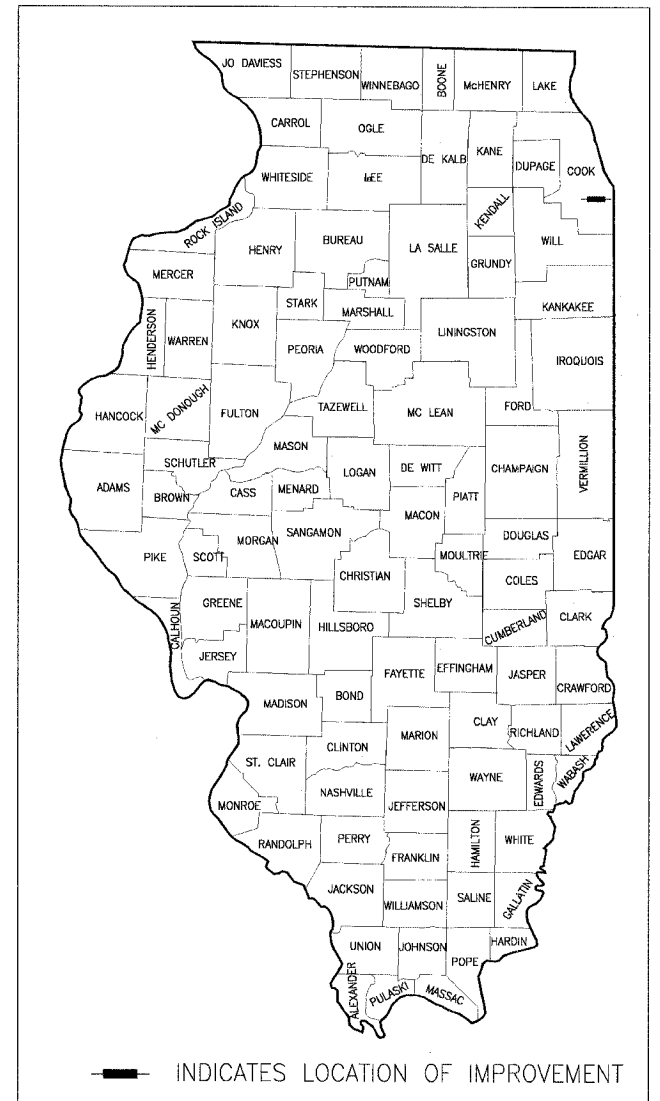 JO DAVIESS
STEPHENSON
WINNEBAGO
BOONE
McHENRY
LAKE
CARROL
OGLE
DE KALB
KANE
DUPAGE
COOK
WHITESIDE
LEE
KENDALL
ROCK ISLAND
HENRY
BUREAU
LA SALLE
WILL
GRUNDY
MERCER
PUTNAM
STARK
MARSHALL
KANKAKEE
HENDERSON
WARREN
KNOX
PEORIA
WOODFORD
LININGSTON
IROQUOIS
HANCOCK
MC DONOUGH
FULTON
TAZEWELL
MC LEAN
FORD
MASON
VERMILLION
SCHUTLER
LOGAN
DE WITT
CHAMPAIGN
ADAMS
BROWN
CASS
MENARD
PIATT
MACON
SANGAMON
MORGAN
DOUGLAS
PIKE
SCOTT
MOULTRIE
EDGAR
CHRISTIAN
COLES
GREENE
SHELBY
CALHOUN
MACOUPIN
HILLSBORO
CUMBERLAND
CLARK
JERSEY
FAYETTE
EFFINGHAM
JASPER
CRAWFORD
MADISON
BOND
CLAY
RICHLAND
LAWERENCE
MARION
CLINTON
ST. CLAIR
WAYNE
EDWARDS
WABASH
NASHVILLE
MONROE
JEFFERSON
RANDOLPH
PERRY
HAMILTON
WHITE
FRANKLIN
JACKSON
WILLIAMSON
SALINE
GALLATIN
UNION
JOHNSON
POPE
HARDIN
ALEXANDER
PULASKI
MASSAC
INDICATES LOCATION OF IMPROVEMENT